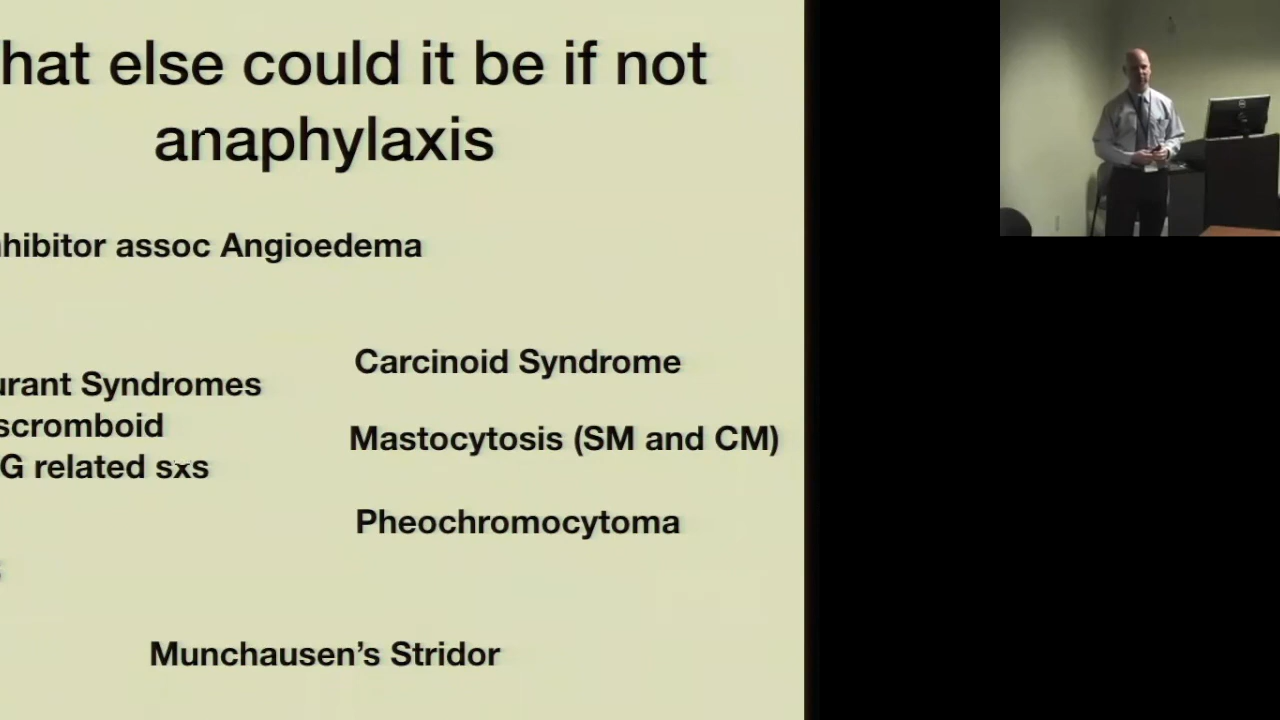 hat else could it be if not
anaphylaxis
hibitor assoc Angioedema
Carcinoid Syndrome
urant Syndromes
scromboid
Mastocytosis (SM and CM)
G related sxs
Pheochromocytoma
Munchausen’s Stridor